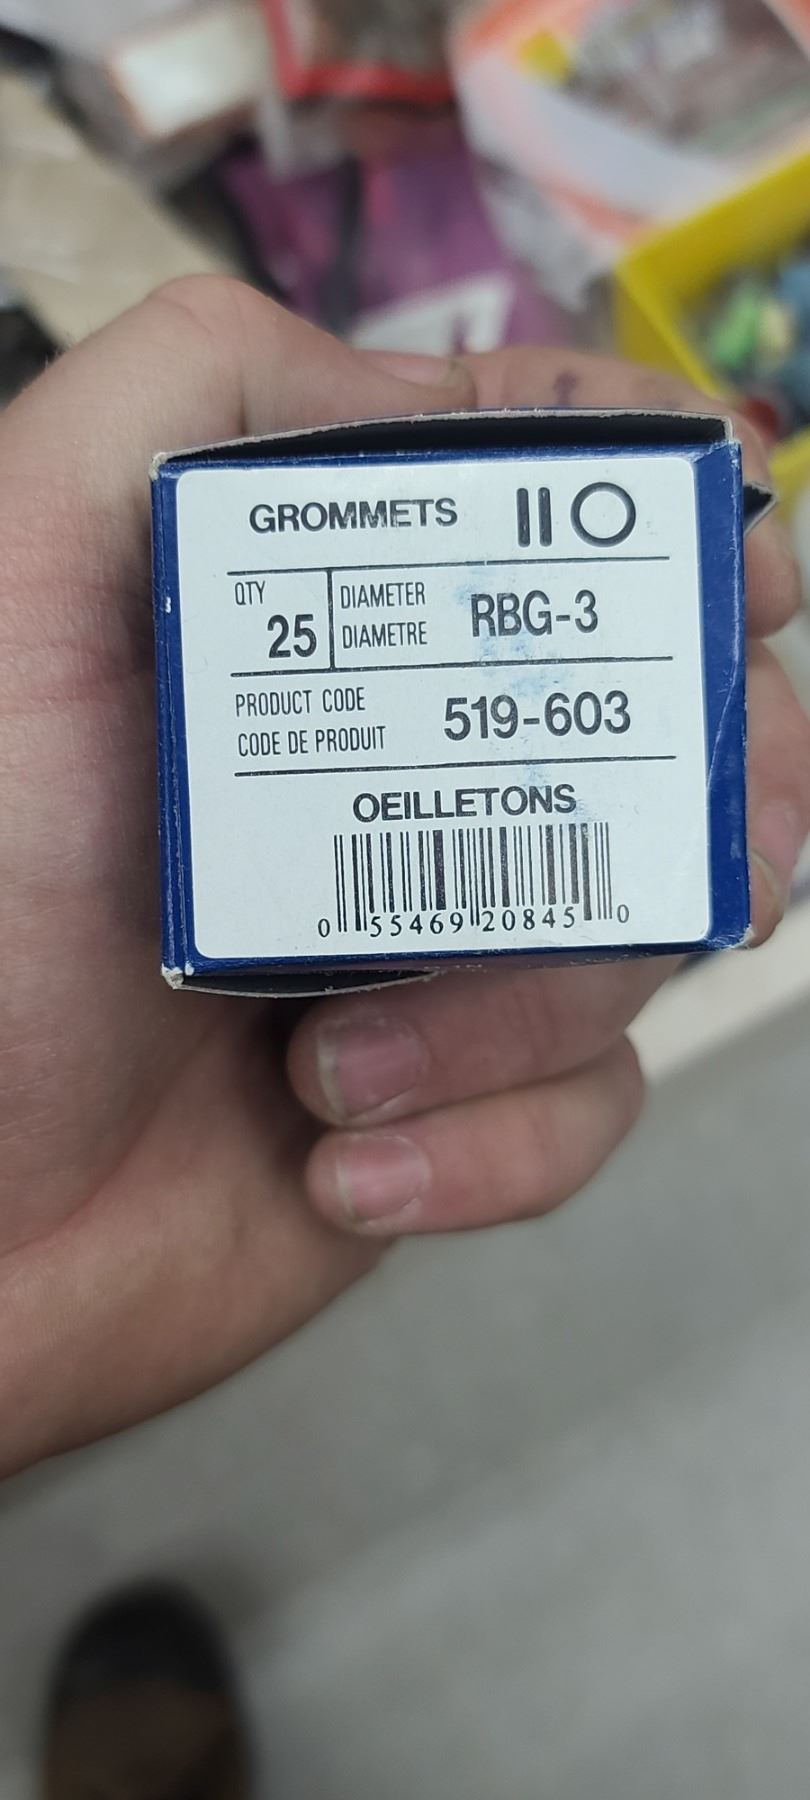 GROMMETS
QTY
25
DIAMETER
DIAMETRE
RBG-3
PRODUCT CODE
CODE DE PRODUIT
519-603
OEILLETONS
0 55469 20845 0